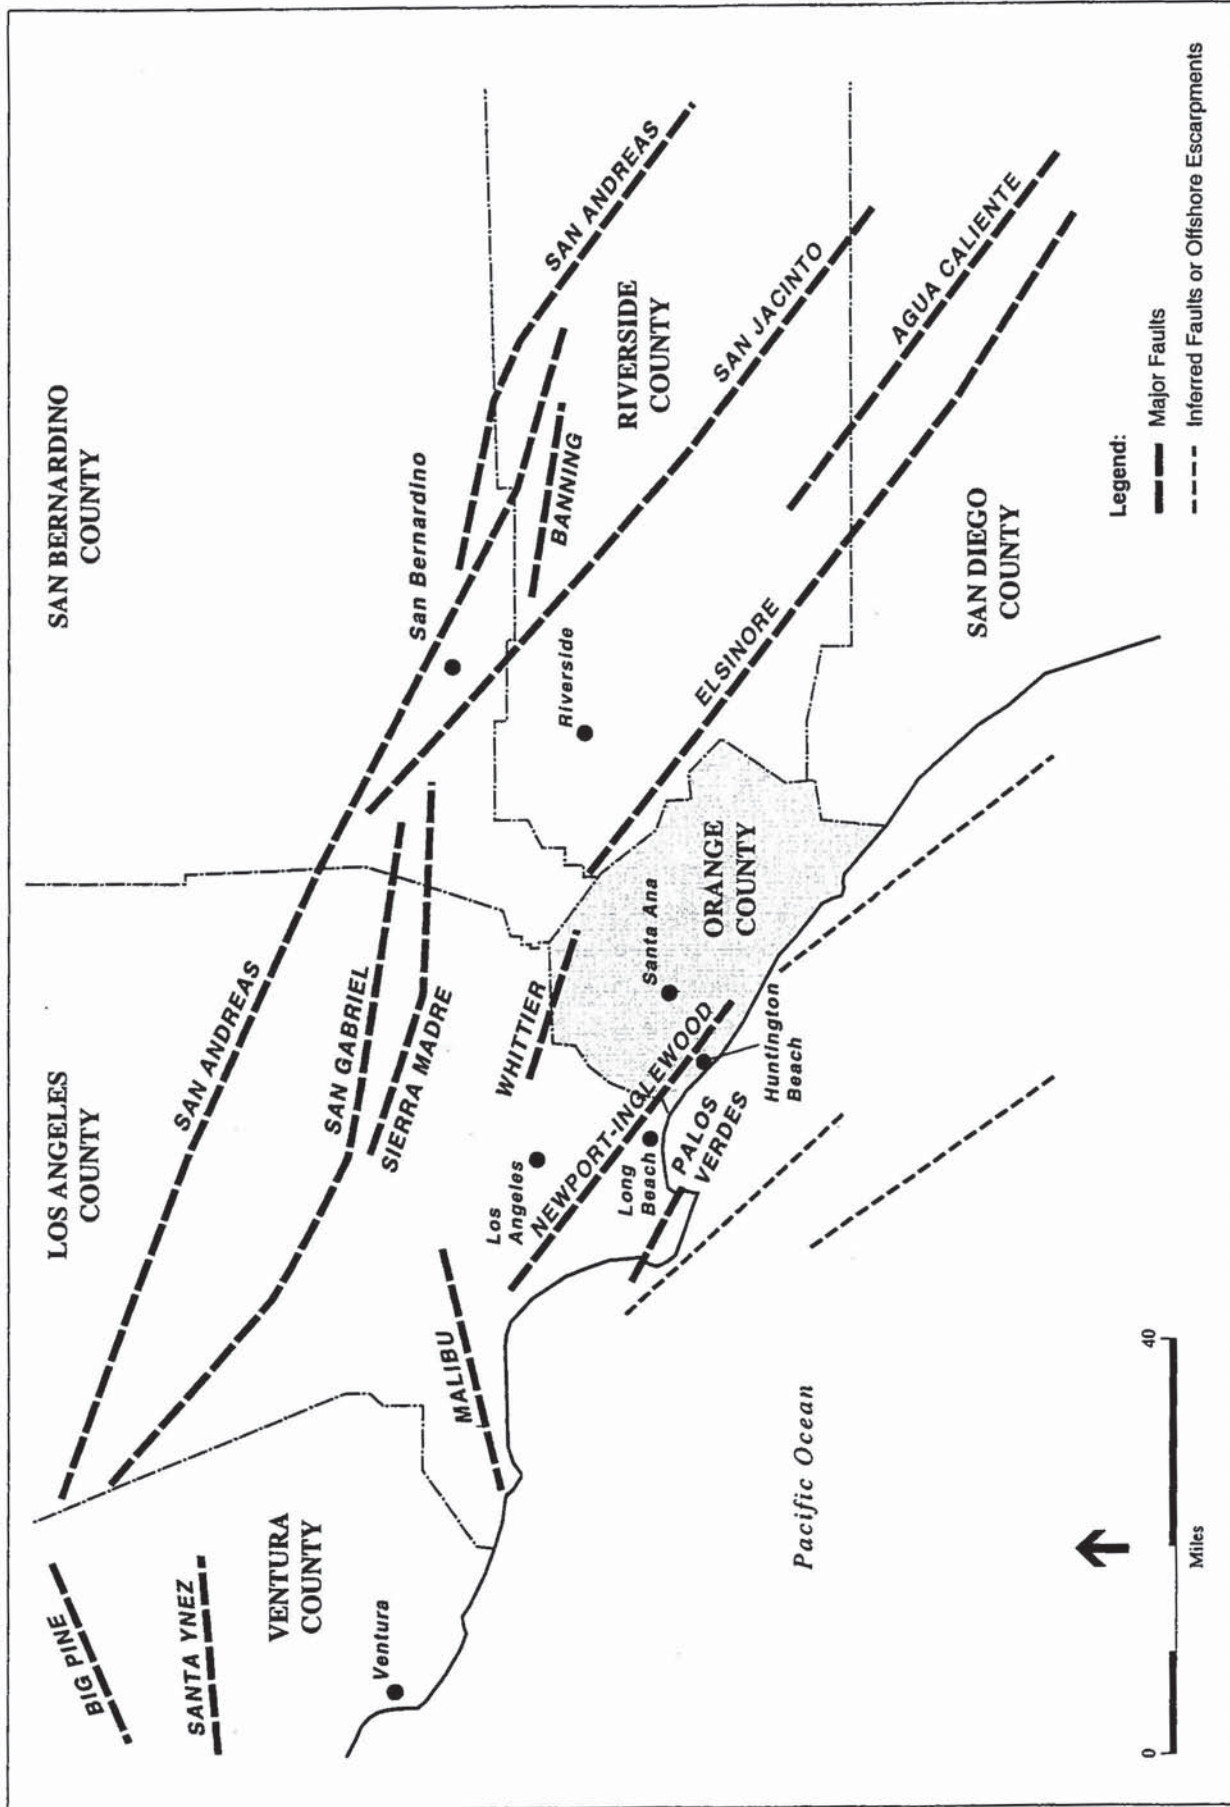 SAN BERNARDINO
COUNTY
LOS ANGELES
COUNTY
BIG PINE
SANTA YNEZ
VENTURA
COUNTY
Ventura
SAN ANDREAS
SAN GABRIEL
SIERRA MADRE
MALIBU
San Bernardino
SAN ANDREAS
BANNING
RIVERSIDE
COUNTY
Riverside
SAN JACINTO
WHITTIER
Los
Angeles
NEWPORT-INGLEWOOD
Long
Beach
PALOS
VERDES
Santa Ana
ORANGE
COUNTY
Huntington
Beach
ELSINORE
AGUA CALIENTE
SAN DIEGO
COUNTY
Pacific Ocean
Legend:
Major Faults
Inferred Faults or Offshore Escarpments
0
40
Miles